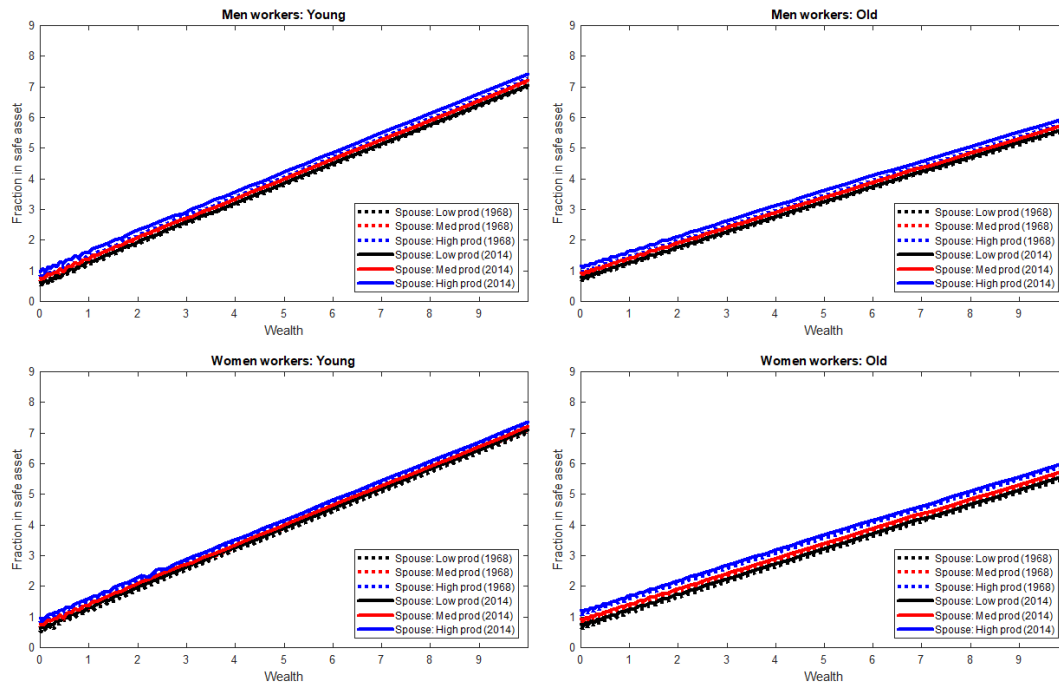 Men workers: Young
9
8
7
6
5
4
3
2
1
0
Fraction in safe asset
Spouse: Low prod (1968)
Spouse: Med prod (1968)
Spouse: High prod (1968)
Spouse: Low prod (2014)
Spouse: Med prod (2014)
Spouse: High prod (2014)
0 1 2 3 4 5 6 7 8 9
Wealth
Men workers: Old
9
8
7
6
5
4
3
2
1
0
Fraction in safe asset
Spouse: Low prod (1968)
Spouse: Med prod (1968)
Spouse: High prod (1968)
Spouse: Low prod (2014)
Spouse: Med prod (2014)
Spouse: High prod (2014)
0 1 2 3 4 5 6 7 8 9
Wealth
Women workers: Young
9
8
7
6
5
4
3
2
1
0
Fraction in safe asset
Spouse: Low prod (1968)
Spouse: Med prod (1968)
Spouse: High prod (1968)
Spouse: Low prod (2014)
Spouse: Med prod (2014)
Spouse: High prod (2014)
0 1 2 3 4 5 6 7 8 9
Wealth
Women workers: Old
9
8
7
6
5
4
3
2
1
0
Fraction in safe asset
Spouse: Low prod (1968)
Spouse: Med prod (1968)
Spouse: High prod (1968)
Spouse: Low prod (2014)
Spouse: Med prod (2014)
Spouse: High prod (2014)
0 1 2 3 4 5 6 7 8 9
Wealth